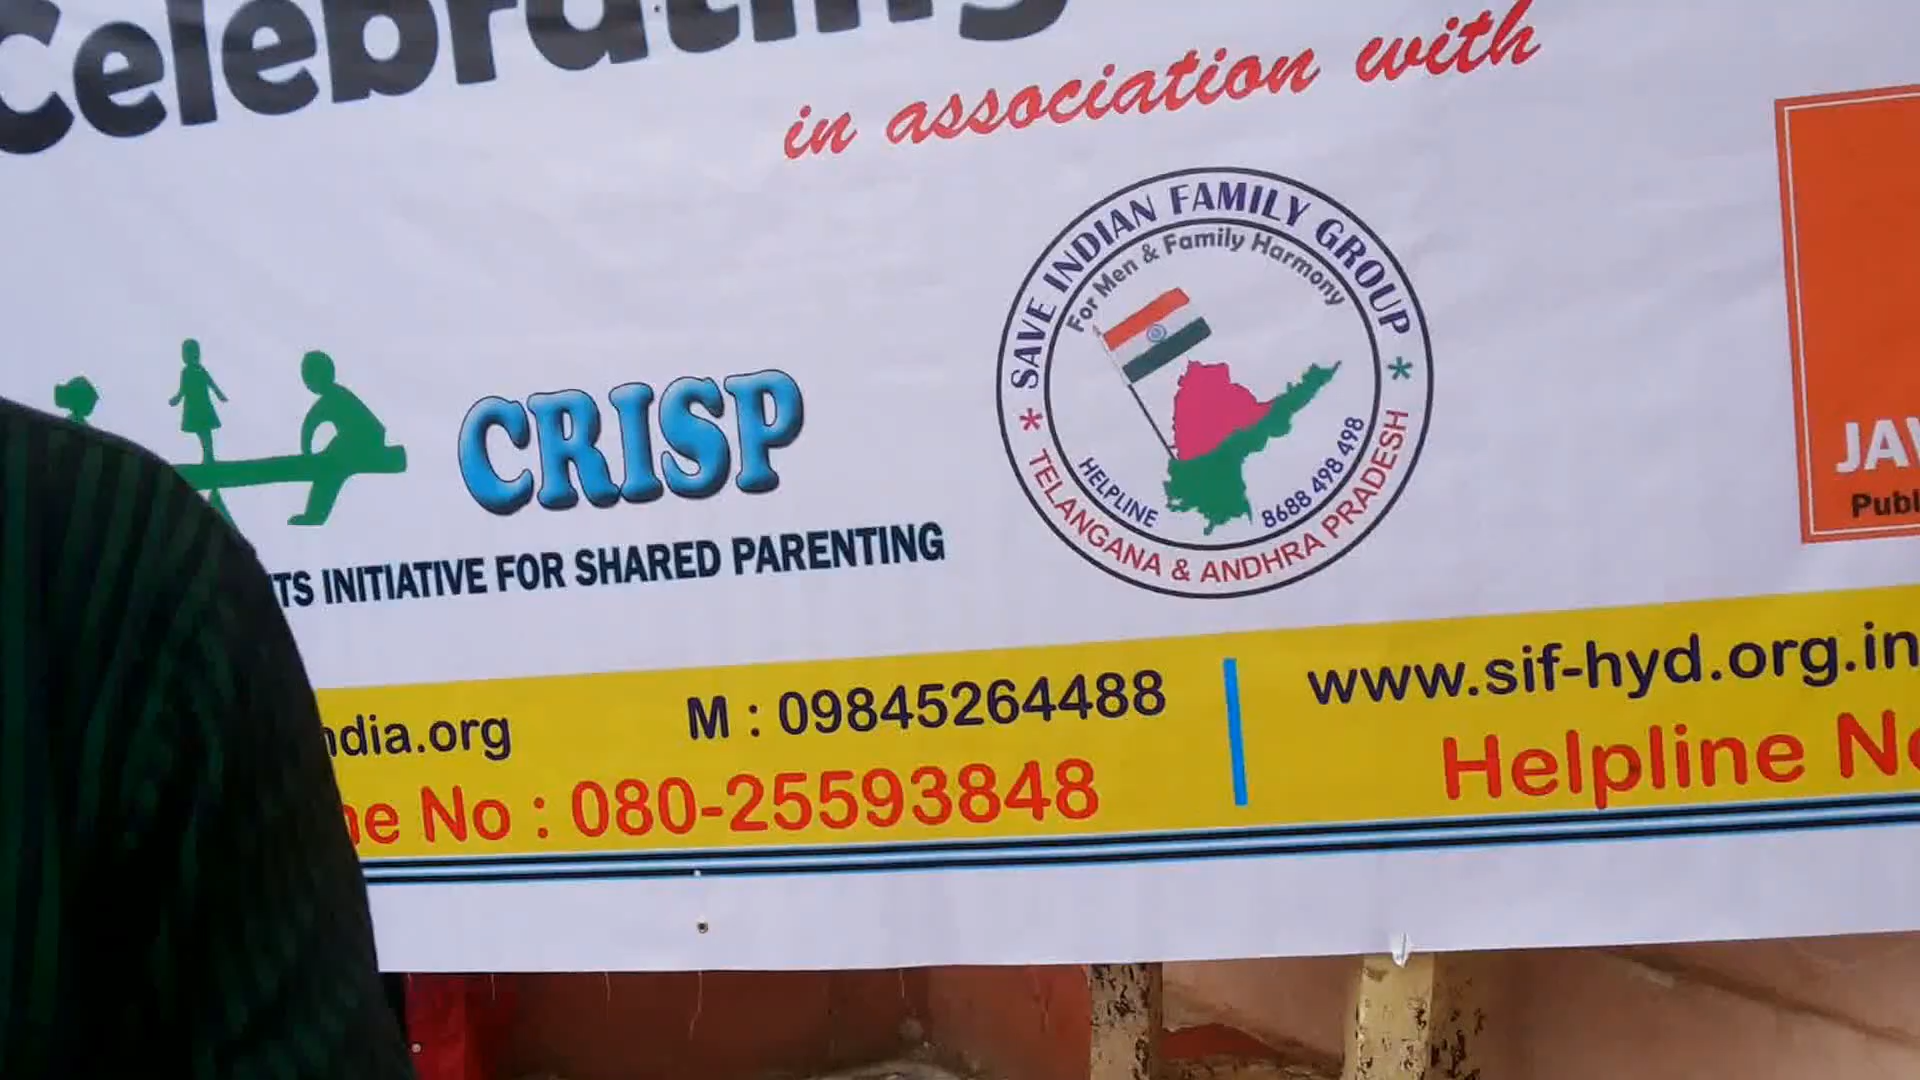 Celebrating
in association with
SAVE INDIAN FAMILY GROUP
For Men & Family Harmony
HELPLINE 8688 498 498
* TELANGANA & ANDHRA PRADESH *
CRISP
TS INITIATIVE FOR SHARED PARENTING
JAV
Publ
ndia.org M : 09845264488
ne No : 080-25593848
www.sif-hyd.org.in
Helpline No